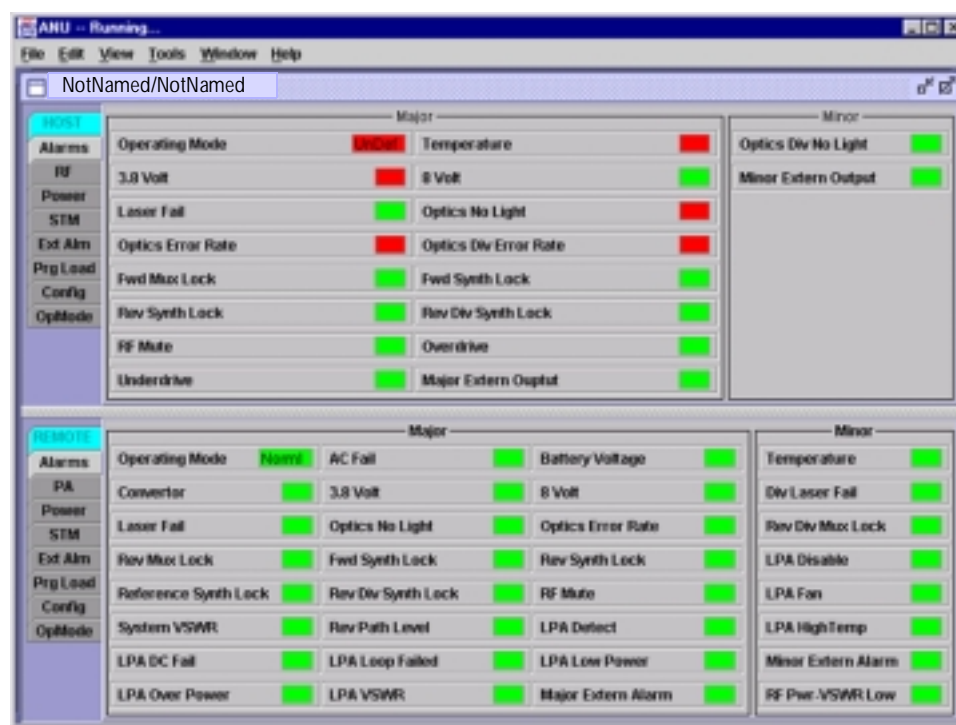 ANU -- Running...
File Edit View Tools Window Help
NotNamed/NotNamed
HOST
Alarms
RF
Power
STM
Ext Alm
Prg Load
Config
OpMode
Major
Operating Mode UnDef Temperature
3.8 Volt 8 Volt
Laser Fail Optics No Light
Optics Error Rate Optics Div Error Rate
Fwd Mux Lock Fwd Synth Lock
Rev Synth Lock Rev Div Synth Lock
RF Mute Overdrive
Underdrive Major Extern Ouptut
Minor
Optics Div No Light
Minor Extern Output
REMOTE
Alarms
PA
Power
STM
Ext Alm
Prg Load
Config
OpMode
Major
Operating Mode Norml AC Fail Battery Voltage
Convertor 3.8 Volt 8 Volt
Laser Fail Optics No Light Optics Error Rate
Rev Mux Lock Fwd Synth Lock Rev Synth Lock
Reference Synth Lock Rev Div Synth Lock RF Mute
System VSWR Rev Path Level LPA Detect
LPA DC Fail LPA Loop Failed LPA Low Power
LPA Over Power LPA VSWR Major Extern Alarm
Minor
Temperature
Div Laser Fail
Rev Div Mux Lock
LPA Disable
LPA Fan
LPA HighTemp
Minor Extern Alarm
RF Pwr-VSWR Low